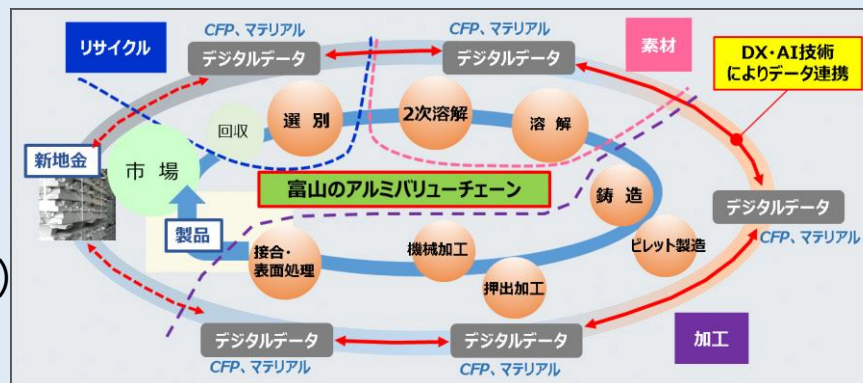 CFP、マテリアル
CFP、マテリアル
リサイクル
デジタルデータ
デジタルデータ
素材
DX・AI技術
によりデータ連携
回収
選別
2次溶解
溶解
新地金
市場
富山のアルミバリューチェーン
鋳造
デジタルデータ
CFP、マテリアル
製品
接合・
表面処理
機械加工
押出加工
ビレット製造
デジタルデータ
デジタルデータ
加工
CFP、マテリアル
CFP、マテリアル
)